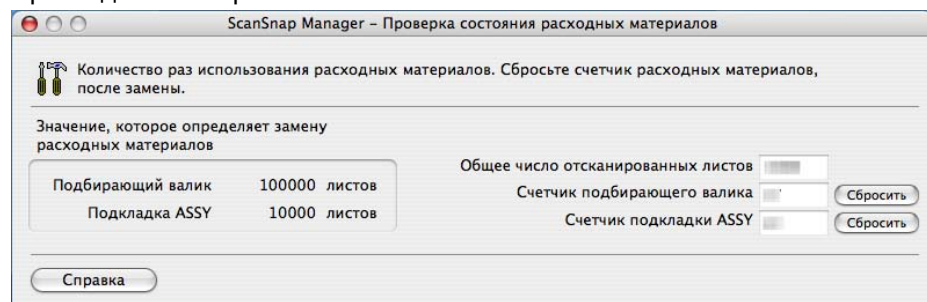 ScanSnap Manager – Проверка состояния расходных материалов
Количество раз использования расходных материалов. Сбросьте счетчик расходных материалов,
после замены.
Значение, которое определяет замену
расходных материалов
Подбирающий валик 100000 листов
Подкладка ASSY 10000 листов
Общее число отсканированных листов
Счетчик подбирающего валика Сбросить
Счетчик подкладки ASSY Сбросить
Справка